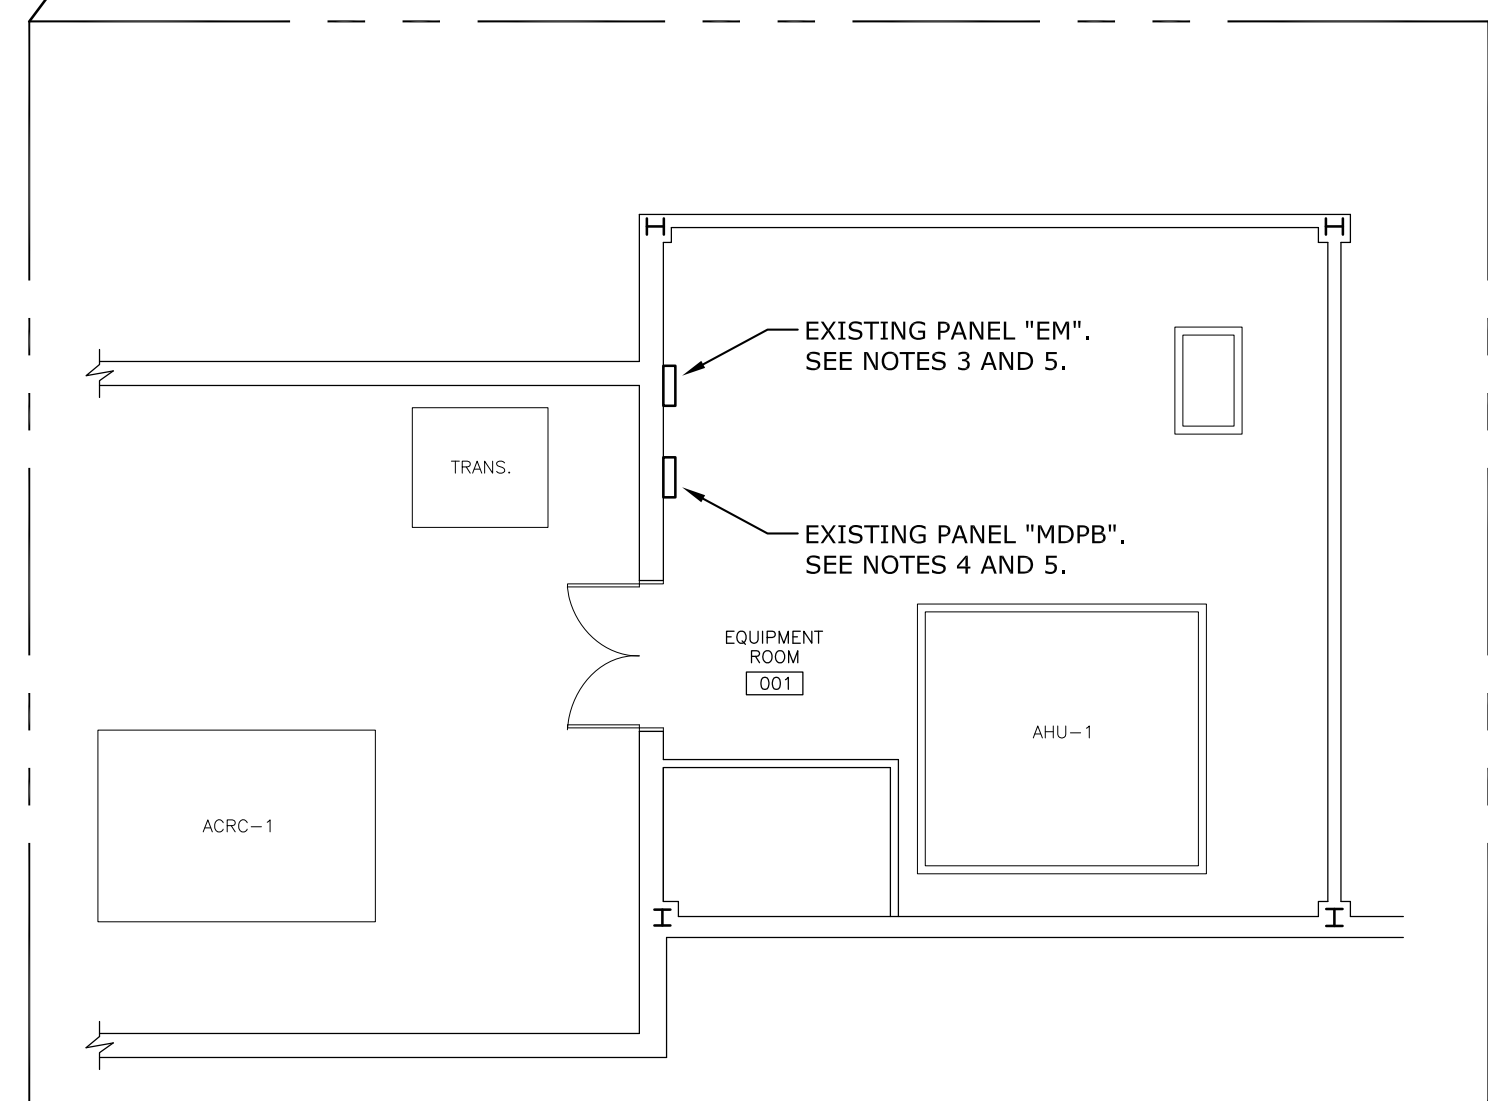 EXISTING PANEL "EM".
SEE NOTES 3 AND 5.
TRANS.
EXISTING PANEL "MDPB".
SEE NOTES 4 AND 5.
EQUIPMENT
ROOM
001
AHU-1
ACRC-1